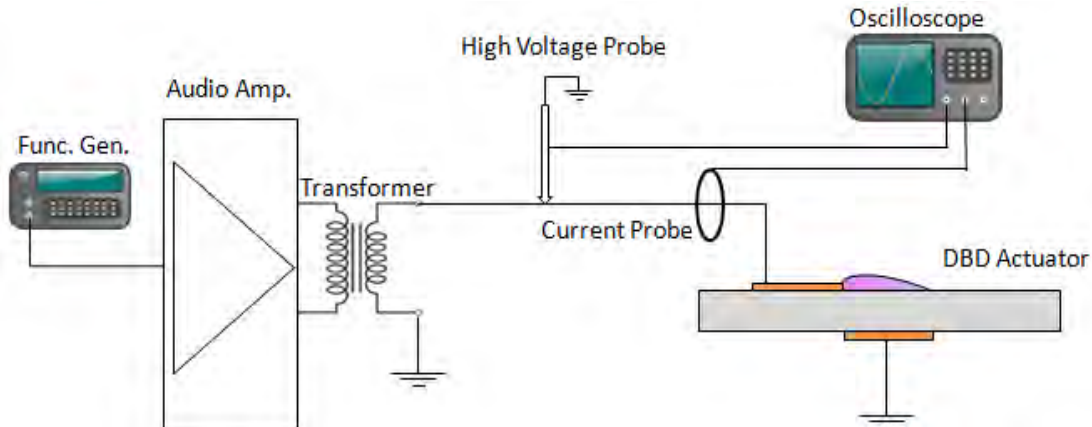 Oscilloscope
High Voltage Probe
Audio Amp.
Func. Gen.
Transformer
Current Probe
DBD Actuator